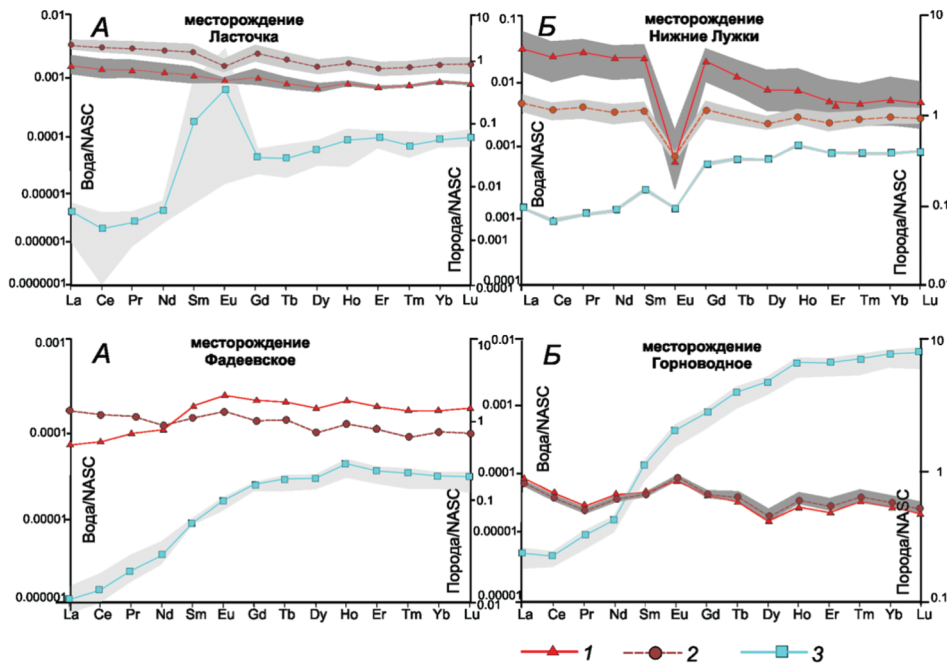 А
месторождение
Ласточка
0.01
0.001
0.0001
0.00001
0.000001
0.0000001
Вода/NASC
10
1
0.1
0.01
0.001
Порода/NASC
La Ce Pr Nd Sm Eu Gd Tb Dy Ho Er Tm Yb Lu
Б
месторождение
Нижние Лужки
0.1
0.01
0.001
0.001
0.0001
Вода/NASC
10
1
0.1
0.01
Порода/NASC
La Ce Pr Nd Sm Eu Gd Tb Dy Ho Er Tm Yb Lu
А
месторождение
Фадеевское
0.001
0.0001
0.00001
0.000001
Вода/NASC
10
1
0.1
0.01
Порода/NASC
La Ce Pr Nd Sm Eu Gd Tb Dy Ho Er Tm Yb Lu
Б
месторождение
Горноводное
0.01
0.001
0.0001
0.00001
0.00001
Вода/NASC
10
1
0.1
Порода/NASC
La Ce Pr Nd Sm Eu Gd Tb Dy Ho Er Tm Yb Lu
1 2 3